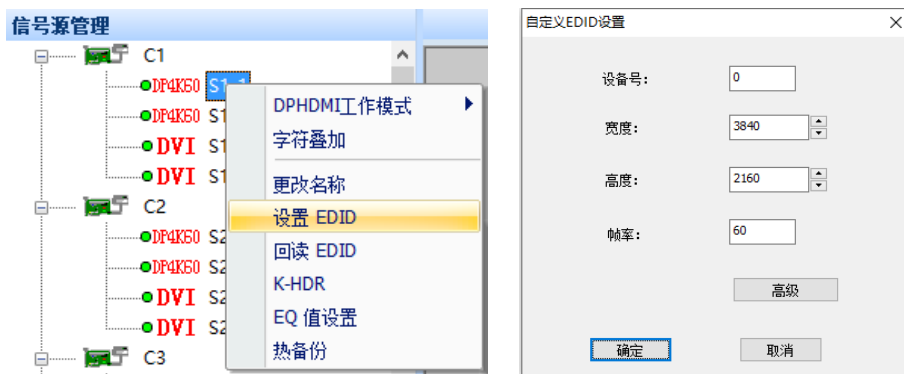 信号源管理
C1
DP4K60 S1-1
DP4K60 S1
DVI S1
DVI S1
C2
DP4K60 S2
DP4K60 S2
DVI S2
DVI S2
C3
DPHDMI工作模式
字符叠加
更改名称
设置 EDID
回读 EDID
K-HDR
EQ 值设置
热备份
自定义EDID设置
设备号: 0
宽度: 3840
高度: 2160
帧率: 60
高级
确定 取消